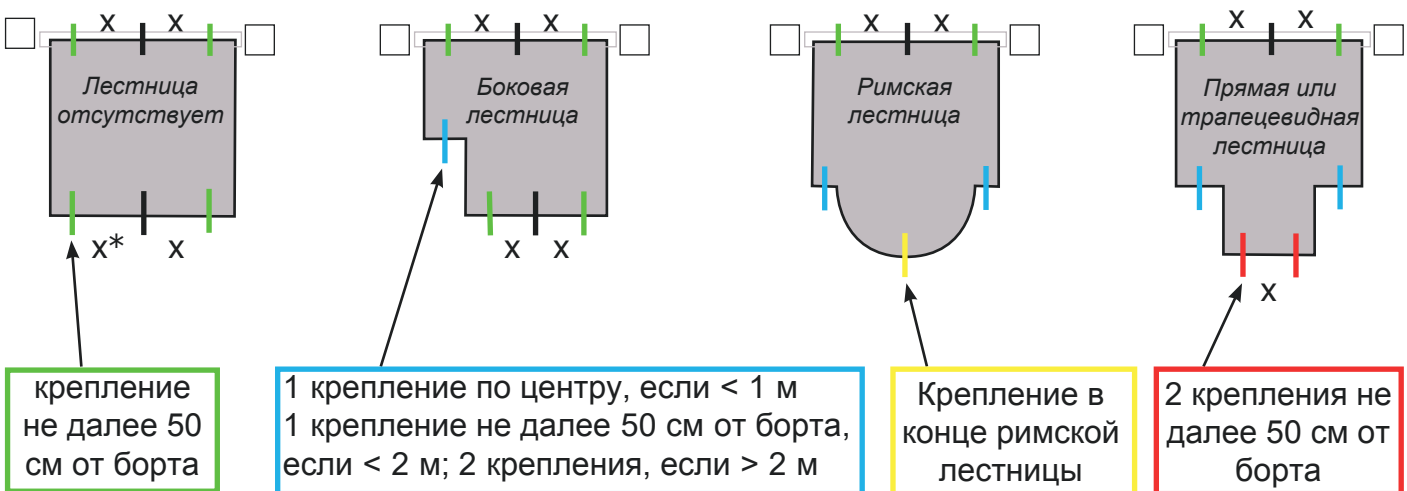 x x
Лестница
отсутствует
x* x
x x
Боковая
лестница
x x
x x
Римская
лестница
x x
Прямая или
трапецевидная
лестница
x
крепление
не далее 50
см от борта
1 крепление по центру, если < 1 м
1 крепление не далее 50 см от борта,
если < 2 м; 2 крепления, если > 2 м
Крепление в
конце римской
лестницы
2 крепления не
далее 50 см от
борта